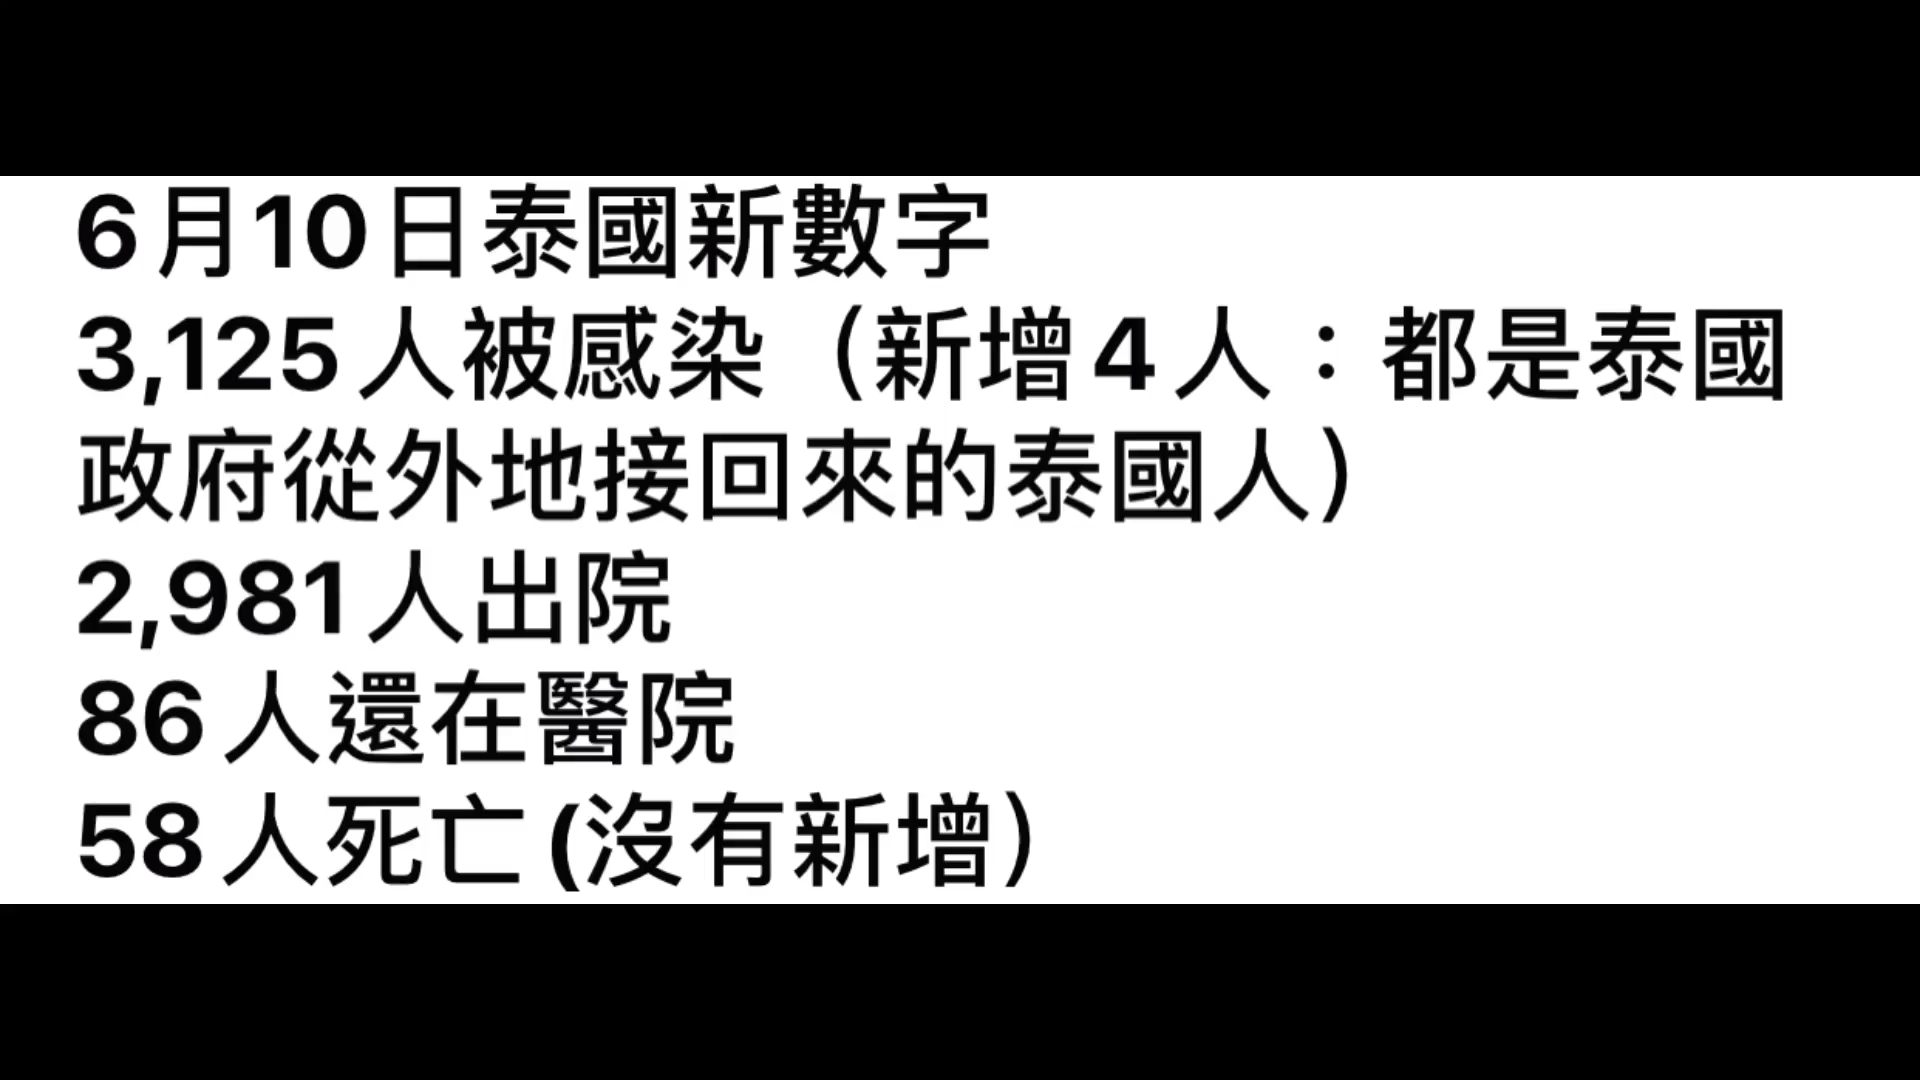 6月10日泰國新數字
3,125人被感染（新增4人：都是泰國
政府從外地接回來的泰國人）
2,981人出院
86人還在醫院
58人死亡(沒有新增）